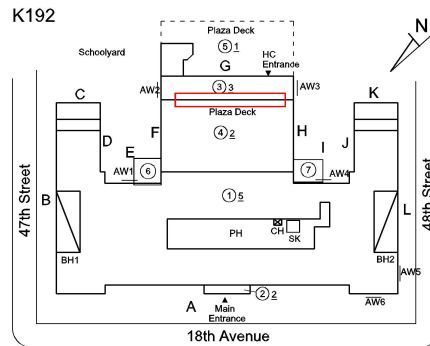 K192
Plaza Deck
⑤ 1
N
Schoolyard
G
HC
Entrance
C
AW2
③ 3
AW3
K
Plaza Deck
D
F
④ 2
H
I
J
E
AW1
⑥
⑦
AW4
47th Street
B
① 5
L
48th Street
CH
SK
PH
BH1
BH2
AW5
② 2
A
Main
Entrance
AW6
18th Avenue